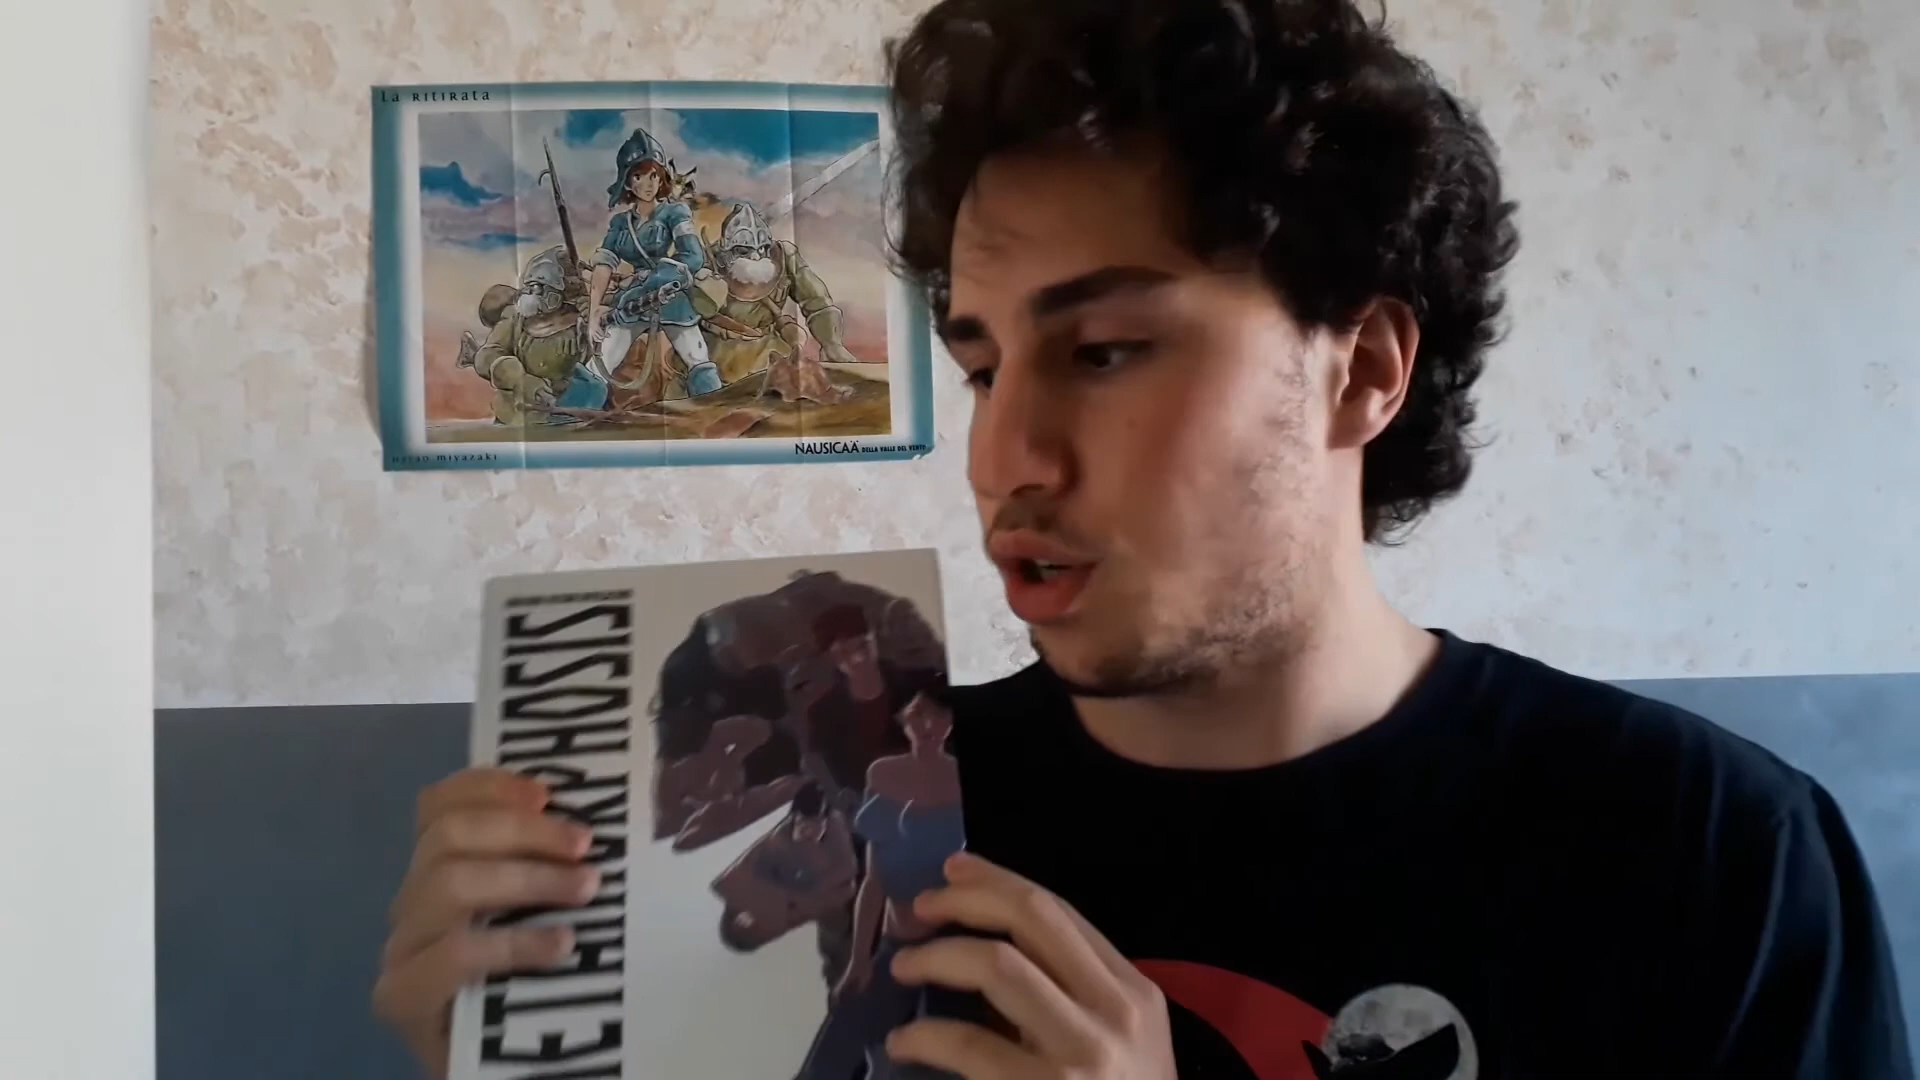 La Ritirata
NAUSICAÄ DELLA VALLE DEL VENTO
hayao miyazaki
METAMORPHOSIS